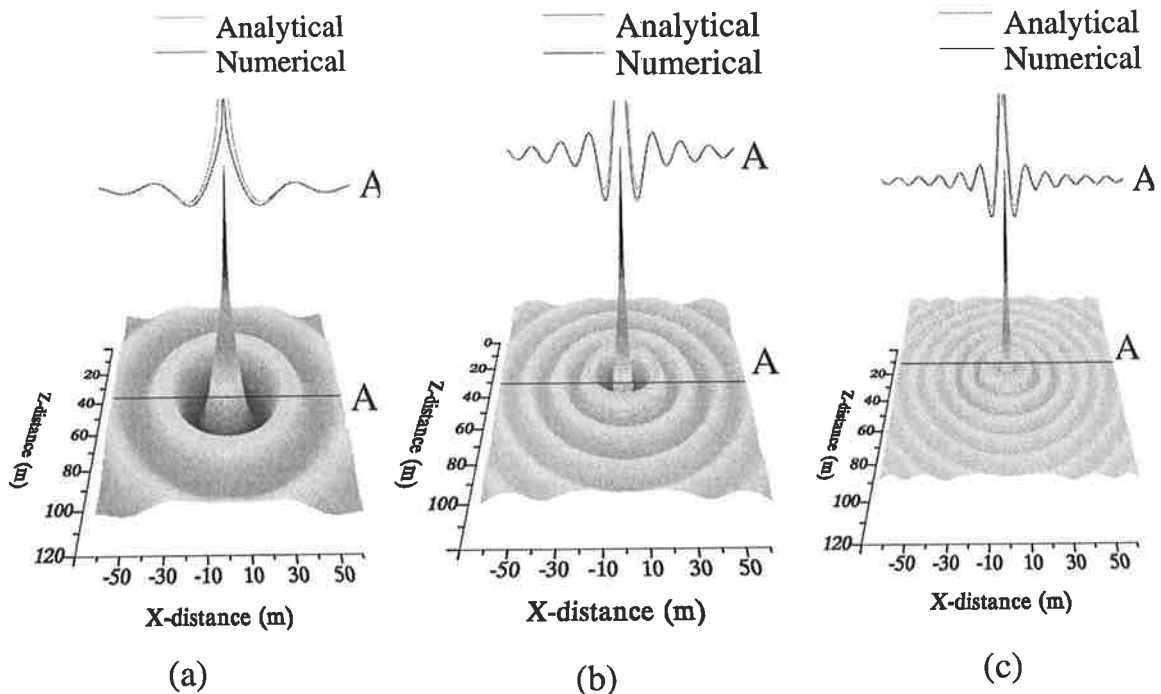 Analytical
Numerical
A
A
20
40
60
80
100
120
Z-distance (m)
-50 -30 -10 10 30 50
X-distance (m)
(a)
Analytical
Numerical
A
A
0
20
40
60
80
100
Z-distance (m)
-50 -30 -10 10 30 50
X-distance (m)
(b)
Analytical
Numerical
A
A
20
40
60
80
100
120
Z-distance (m)
-50 -30 -10 10 30 50
X-distance (m)
(c)